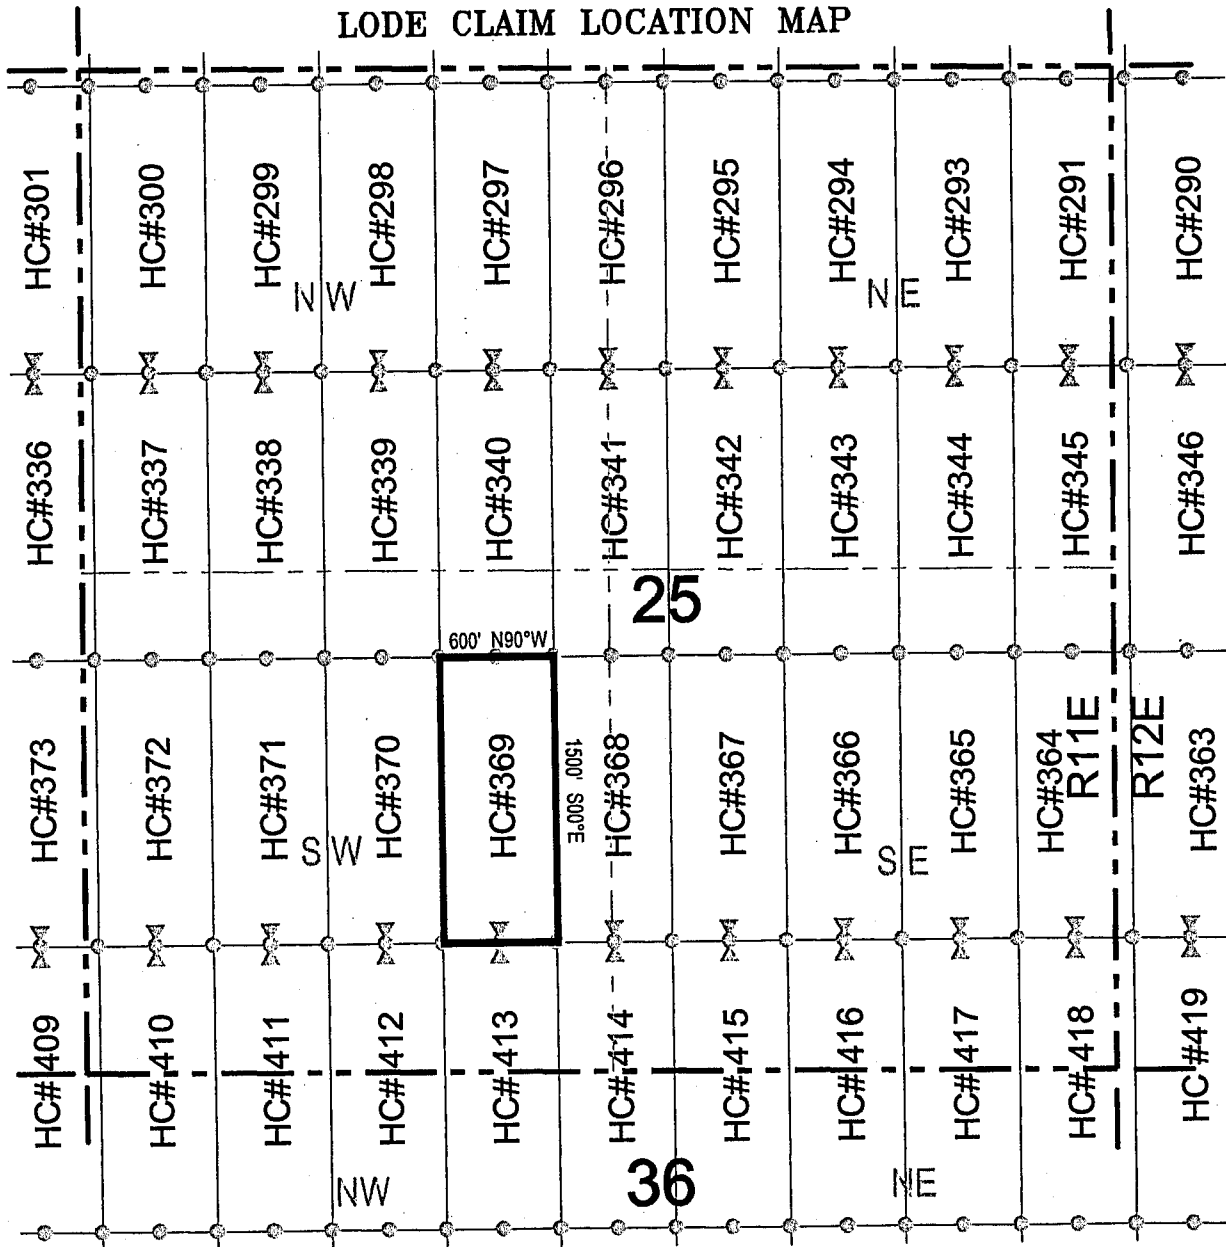 LODE CLAIM LOCATION MAP
HC#301
HC#300
HC#299
HC#298
HC#297
HC#296
HC#295
HC#294
HC#293
HC#291
HC#290
NW
NE
HC#336
HC#337
HC#338
HC#339
HC#340
HC#341
HC#342
HC#343
HC#344
HC#345
HC#346
25
600' N90°W
HC#373
HC#372
HC#371
HC#370
HC#369
1500' S00°E
HC#368
HC#367
HC#366
HC#365
HC#364
R11E
R12E
HC#363
SW
SE
HC#409
HC#410
HC#411
HC#412
HC#413
HC#414
HC#415
HC#416
HC#417
HC#418
HC#419
NW
36
NE